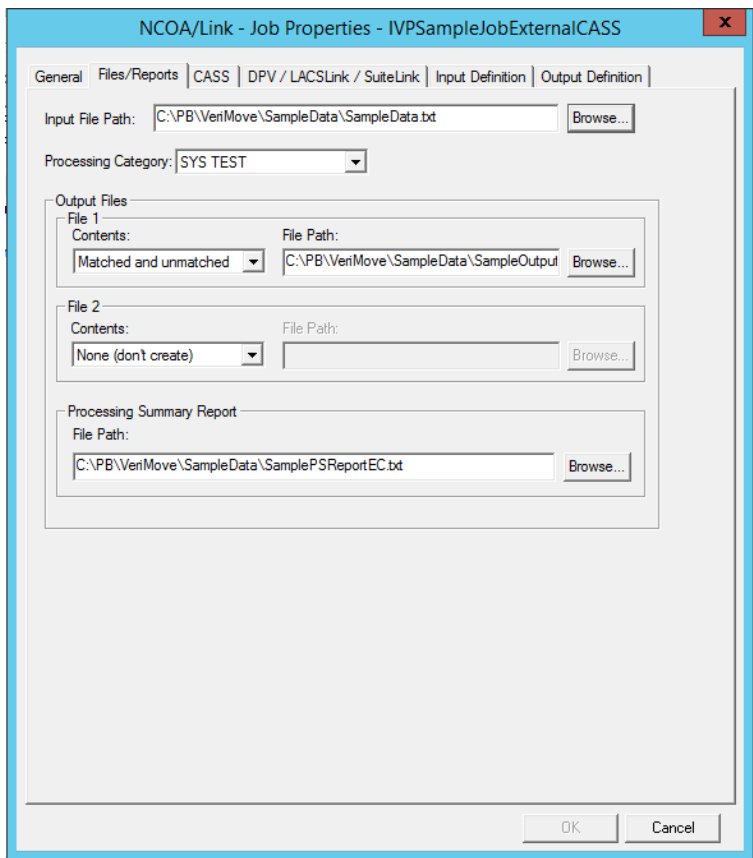 NCOA/Link - Job Properties - IVPSampleJobExternalCASS
x
General Files/Reports CASS DPV / LACSLink / SuiteLink Input Definition Output Definition
Input File Path: C:\PB\VeriMove\SampleData\SampleData.txt Browse...
Processing Category: SYS TEST
Output Files
File 1
Contents: File Path:
Matched and unmatched C:\PB\VeriMove\SampleData\SampleOutput Browse...
File 2
Contents: File Path:
None (don't create) Browse...
Processing Summary Report
File Path:
C:\PB\VeriMove\SampleData\SamplePSReportEC.txt Browse...
OK Cancel